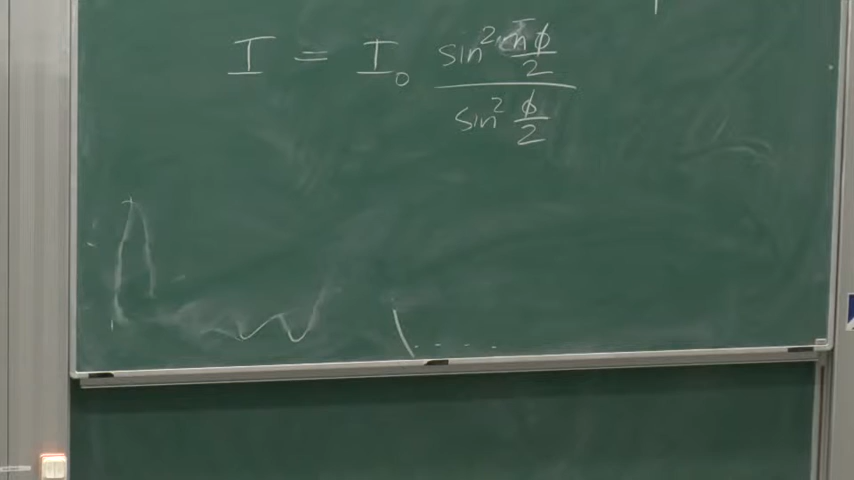 I = I₀ sin² nϕ/2 / sin² ϕ/2